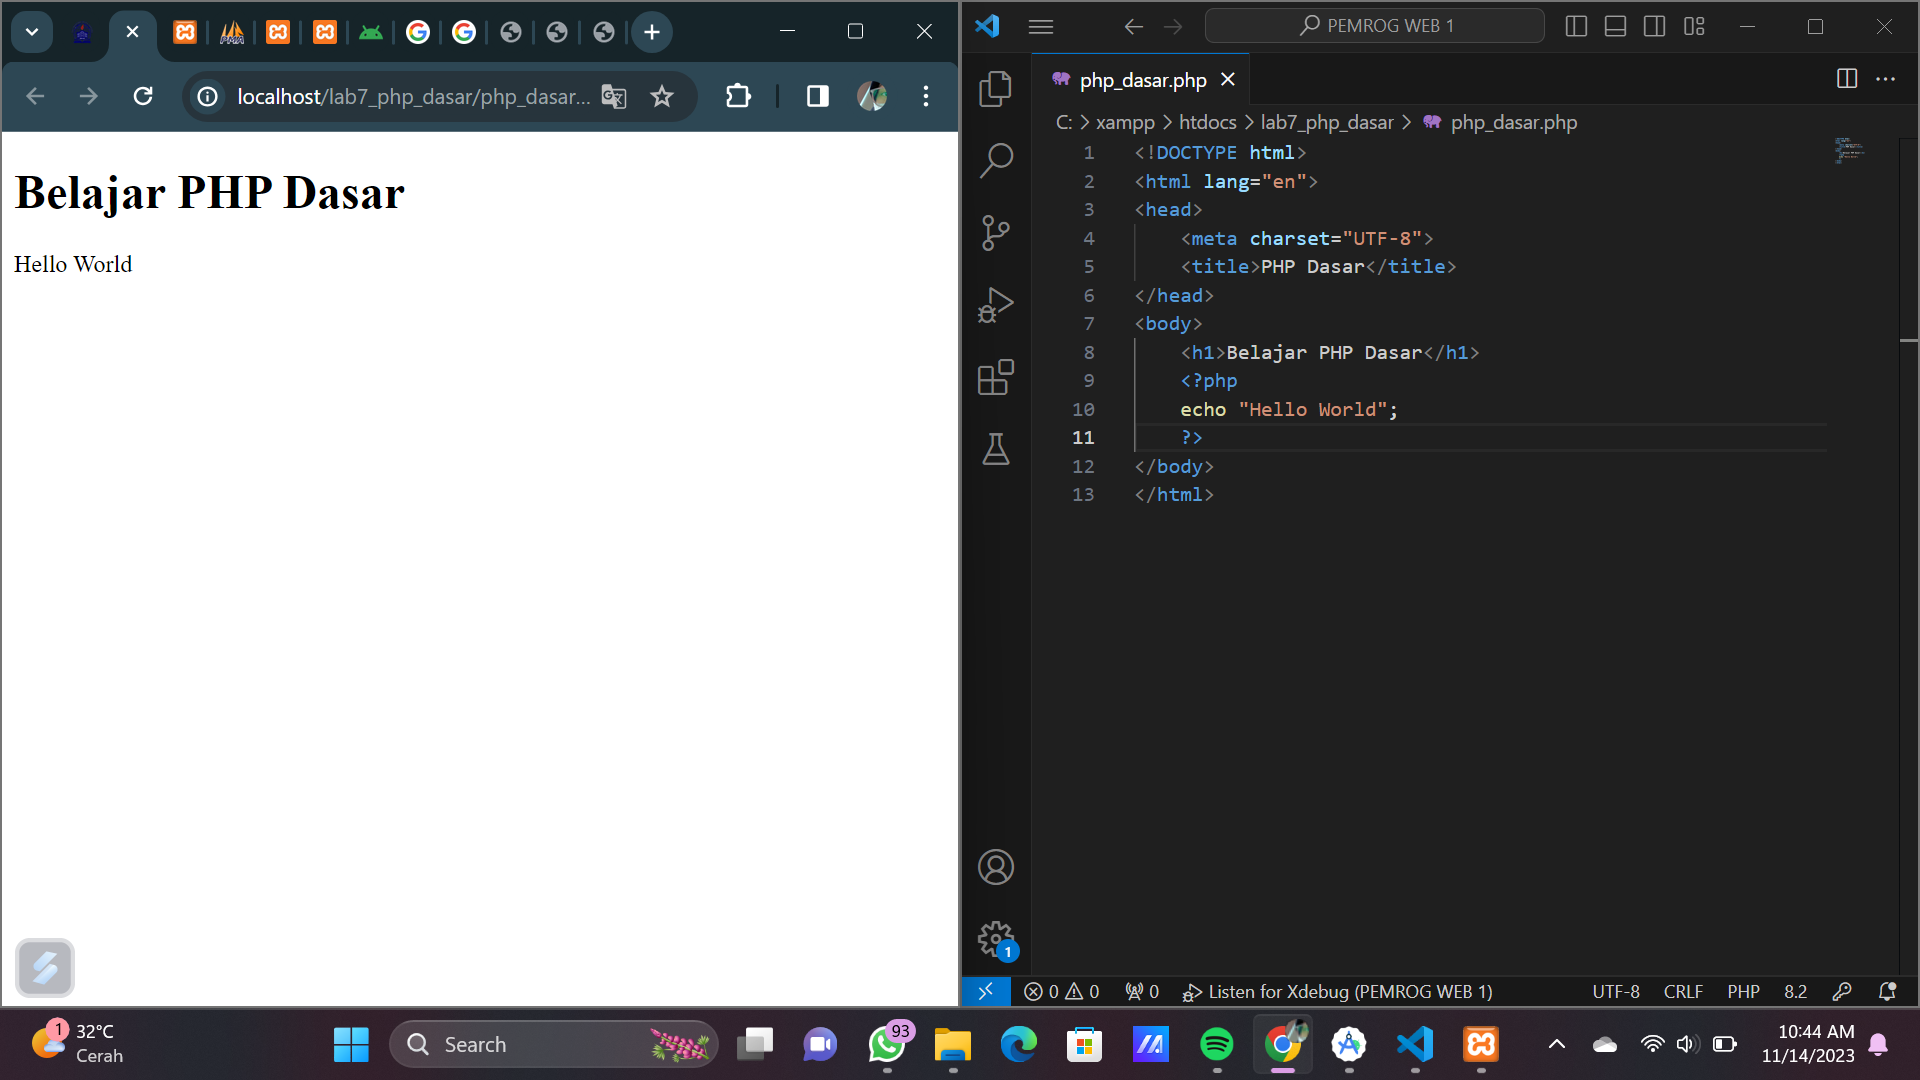 localhost/lab7_php_dasar/php_dasar...
Belajar PHP Dasar
Hello World
PEMROG WEB 1
php_dasar.php
C: > xampp > htdocs > lab7_php_dasar > php_dasar.php
1 <!DOCTYPE html>
2 <html lang="en">
3 <head>
4     <meta charset="UTF-8">
5     <title>PHP Dasar</title>
6 </head>
7 <body>
8     <h1>Belajar PHP Dasar</h1>
9     <?php
10     echo "Hello World";
11     ?>
12 </body>
13 </html>
1
0 0 0 Listen for Xdebug (PEMROG WEB 1) UTF-8 CRLF PHP 8.2
1
32°C
Cerah
Search
93
10:44 AM
11/14/2023